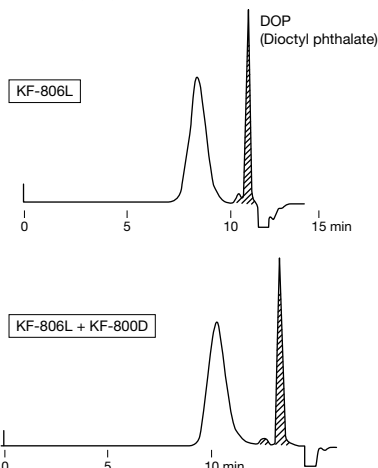 DOP
(Dioctyl phthalate)
KF-806L
0 5 10 15 min
KF-806L + KF-800D
0 5 10 min